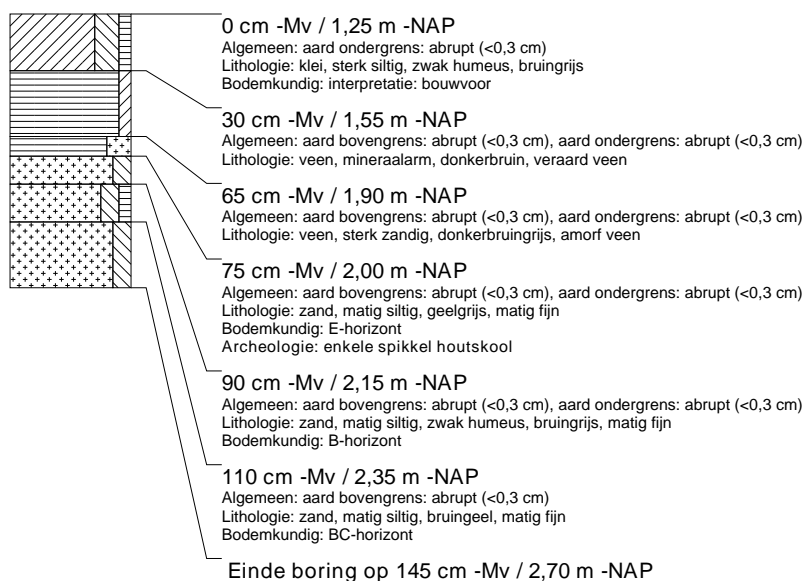 0 cm -Mv / 1,25 m -NAP
Algemeen: aard ondergrens: abrupt (<0,3 cm)
Lithologie: klei, sterk siltig, zwak humeus, bruingrijs
Bodemkundig: interpretatie: bouwvoor
30 cm -Mv / 1,55 m -NAP
Algemeen: aard bovengrens: abrupt (<0,3 cm), aard ondergrens: abrupt (<0,3 cm)
Lithologie: veen, mineraalarm, donkerbruin, veraard veen
65 cm -Mv / 1,90 m -NAP
Algemeen: aard bovengrens: abrupt (<0,3 cm), aard ondergrens: abrupt (<0,3 cm)
Lithologie: veen, sterk zandig, donkerbruingrijs, amorf veen
75 cm -Mv / 2,00 m -NAP
Algemeen: aard bovengrens: abrupt (<0,3 cm), aard ondergrens: abrupt (<0,3 cm)
Lithologie: zand, matig siltig, geelgrijs, matig fijn
Bodemkundig: E-horizont
Archeologie: enkele spikkel houtskool
90 cm -Mv / 2,15 m -NAP
Algemeen: aard bovengrens: abrupt (<0,3 cm), aard ondergrens: abrupt (<0,3 cm)
Lithologie: zand, matig siltig, zwak humeus, bruingrijs, matig fijn
Bodemkundig: B-horizont
110 cm -Mv / 2,35 m -NAP
Algemeen: aard bovengrens: abrupt (<0,3 cm)
Lithologie: zand, matig siltig, bruingeel, matig fijn
Bodemkundig: BC-horizont
Einde boring op 145 cm -Mv / 2,70 m -NAP